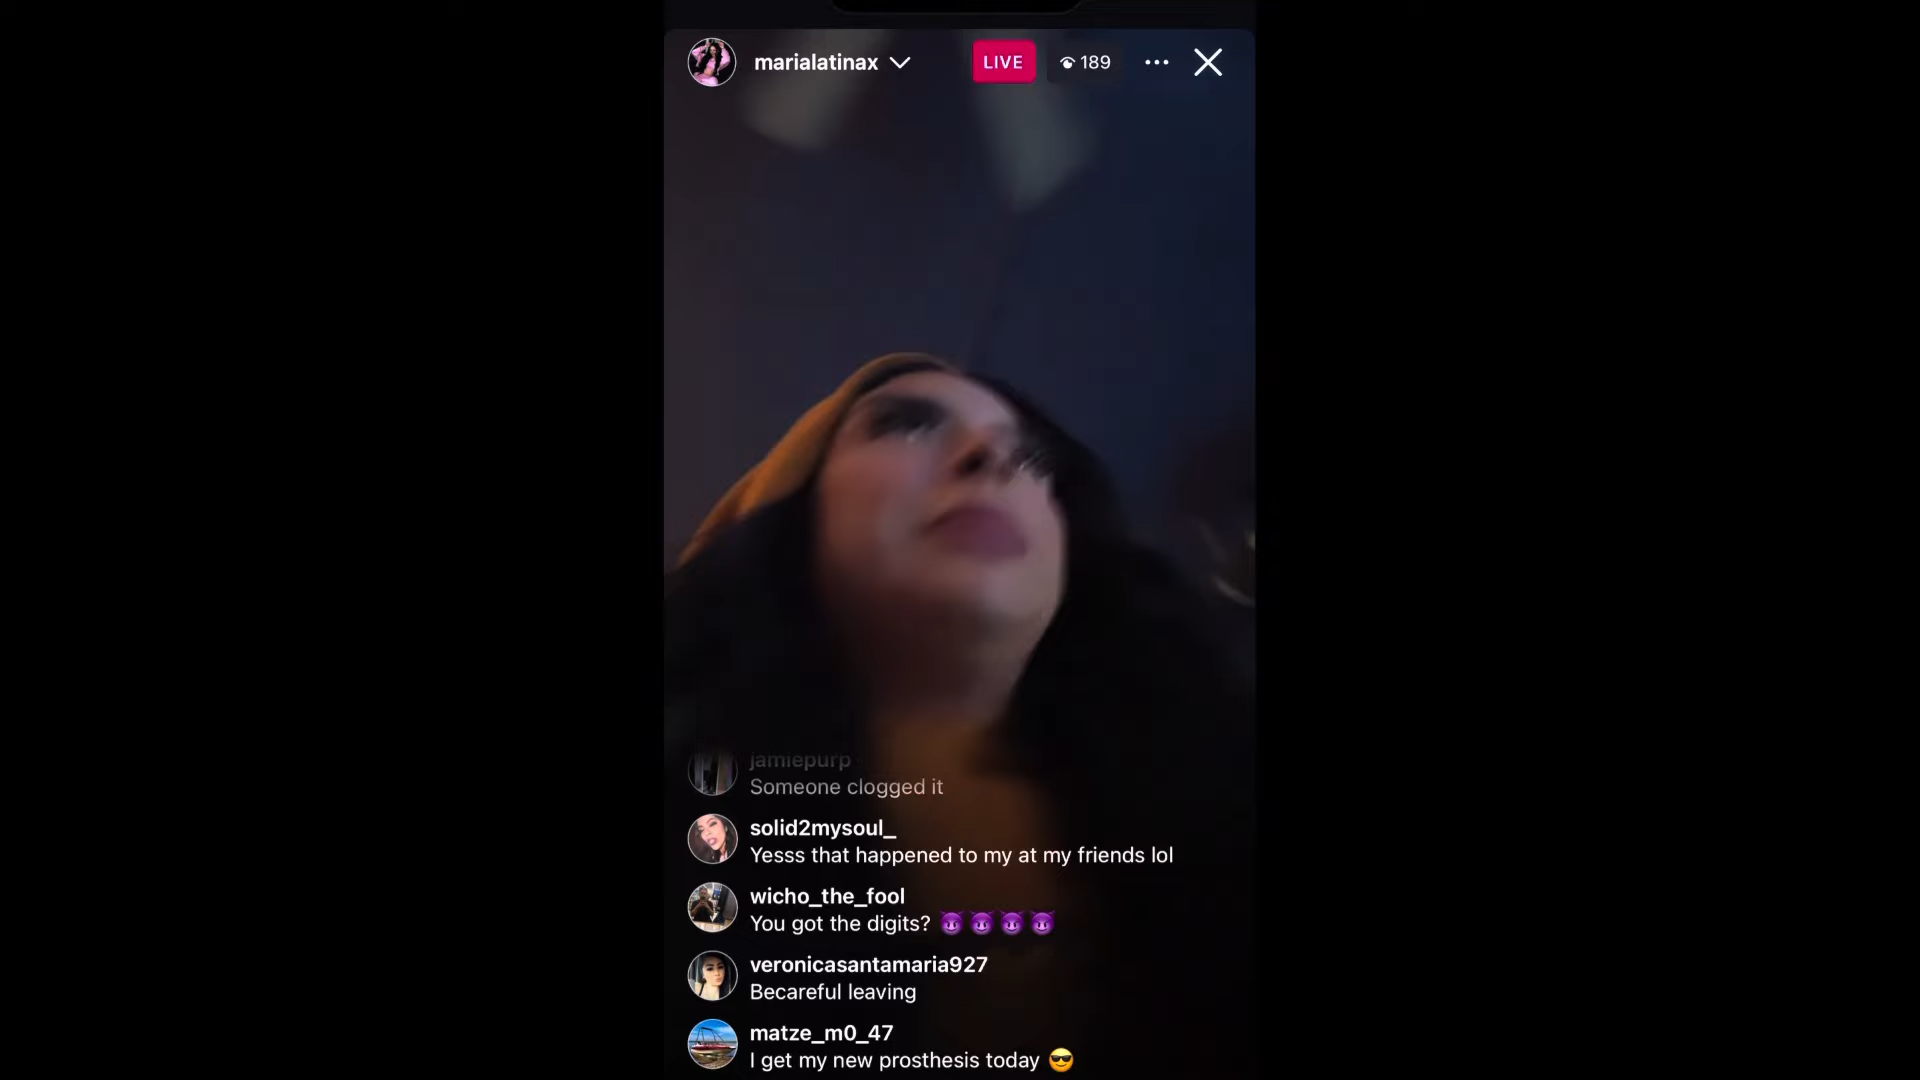 marialatinax
LIVE
189
jamiepurp
Someone clogged it
solid2mysoul_
Yesss that happened to my at my friends lol
wicho_the_fool
You got the digits? 😈😈😈😈
veronicasantamaria927
Becareful leaving
matze_m0_47
I get my new prosthesis today 😎